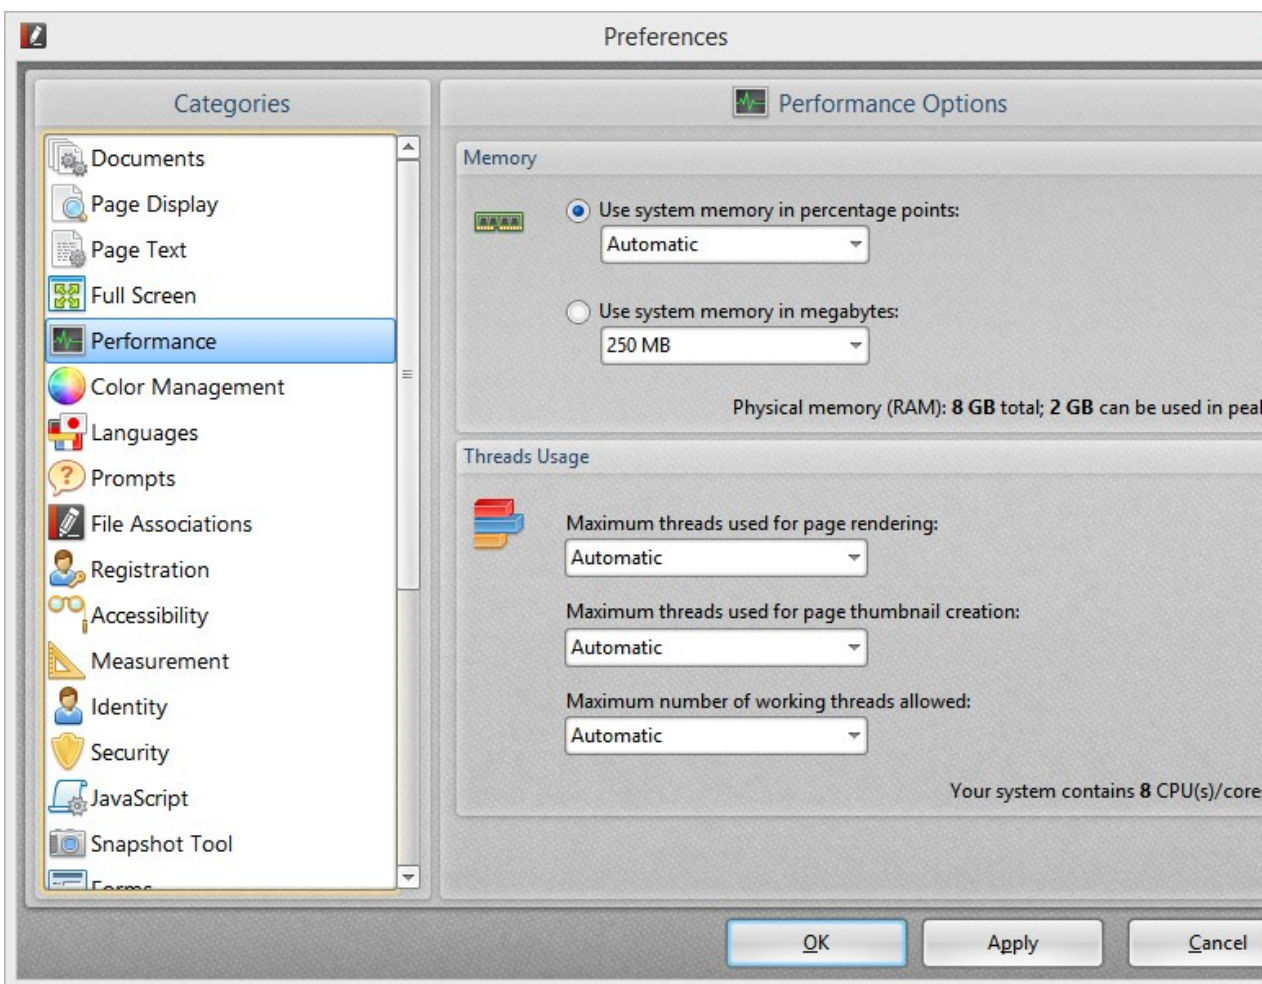 Preferences
Categories
Documents
Page Display
Page Text
Full Screen
Performance
Color Management
Languages
Prompts
File Associations
Registration
Accessibility
Measurement
Identity
Security
JavaScript
Snapshot Tool
Forms
Performance Options
Memory
Use system memory in percentage points:
Automatic
Use system memory in megabytes:
250 MB
Physical memory (RAM): 8 GB total; 2 GB can be used in peak
Threads Usage
Maximum threads used for page rendering:
Automatic
Maximum threads used for page thumbnail creation:
Automatic
Maximum number of working threads allowed:
Automatic
Your system contains 8 CPU(s)/core
OK
Apply
Cancel